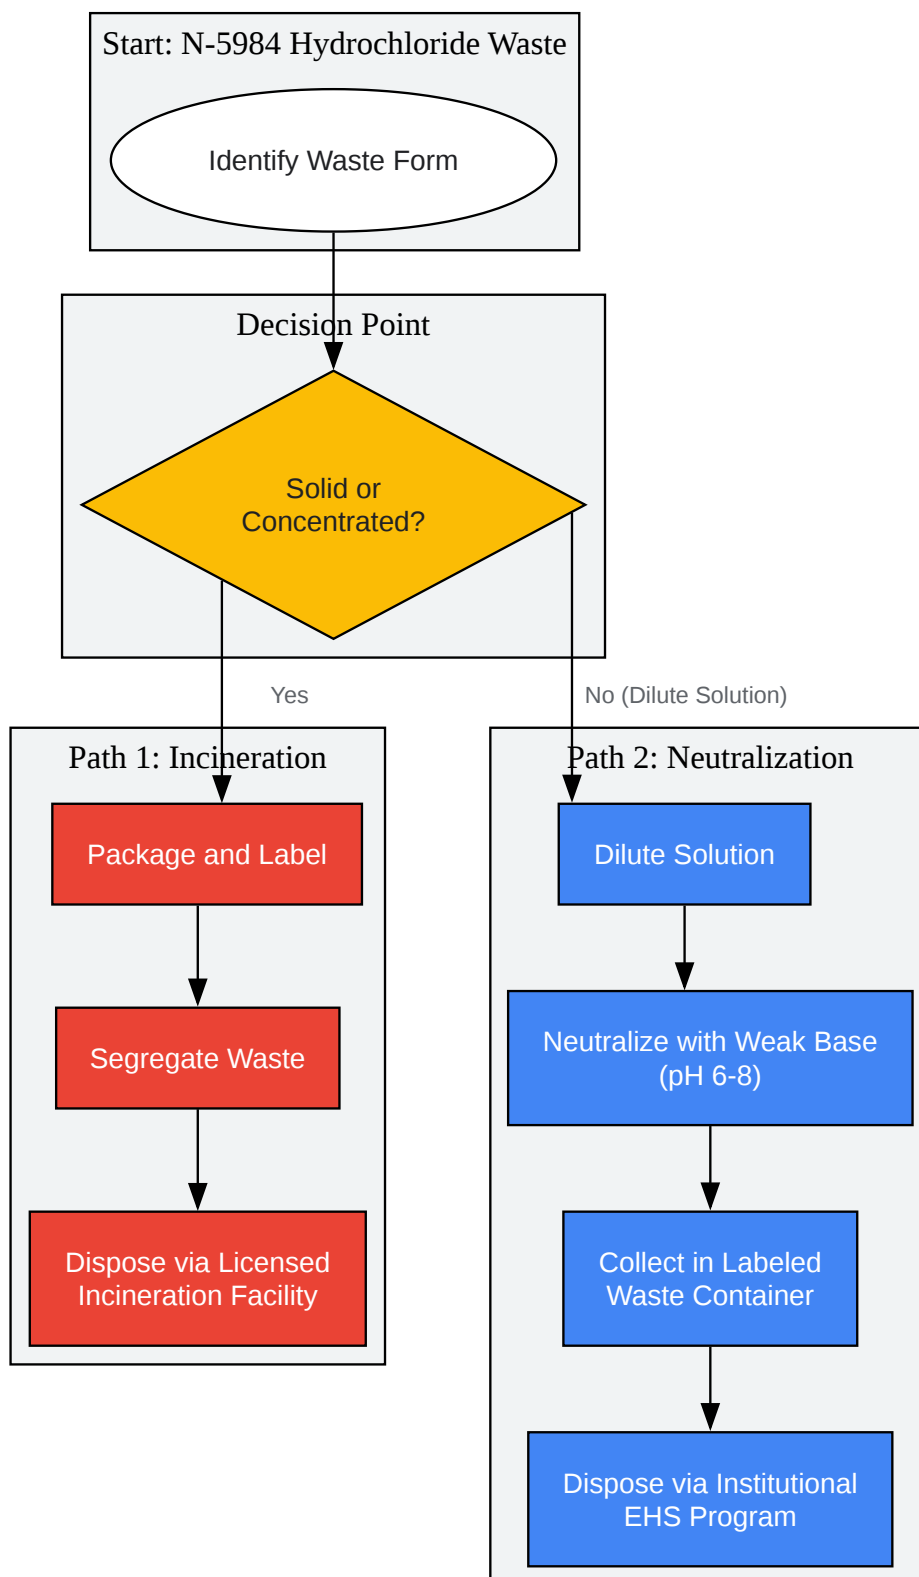 Start: N-5984 Hydrochloride Waste
Identify Waste Form
Decision Point
Solid or
Concentrated?
Yes
No (Dilute Solution)
Path 1: Incineration
Package and Label
Segregate Waste
Dispose via Licensed
Incineration Facility
Path 2: Neutralization
Dilute Solution
Neutralize with Weak Base
(pH 6-8)
Collect in Labeled
Waste Container
Dispose via Institutional
EHS Program